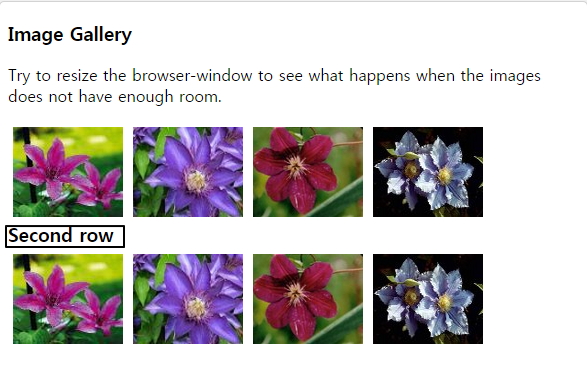 Image Gallery
Try to resize the browser-window to see what happens when the images
does not have enough room.
Second row